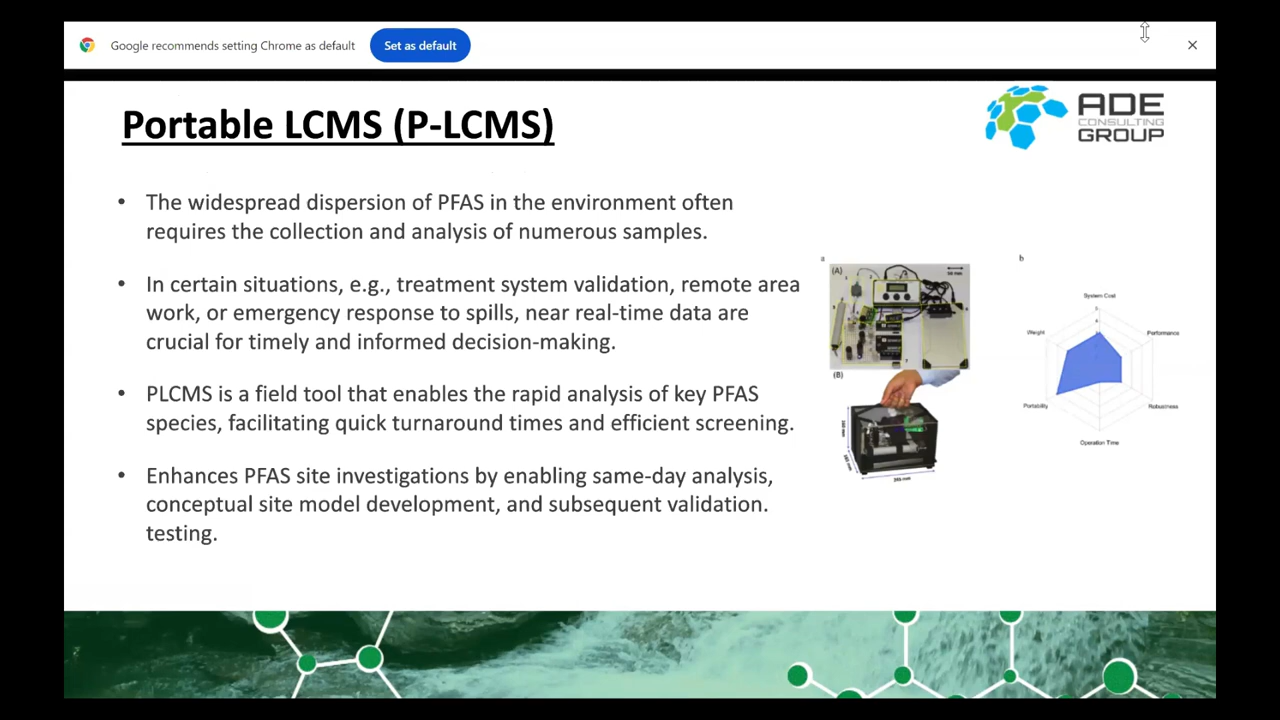 Google recommends setting Chrome as default
Set as default
Portable LCMS (P-LCMS)
ADE
CONSULTING
GROUP
• The widespread dispersion of PFAS in the environment often
requires the collection and analysis of numerous samples.
• In certain situations, e.g., treatment system validation, remote area
work, or emergency response to spills, near real-time data are
crucial for timely and informed decision-making.
• PLCMS is a field tool that enables the rapid analysis of key PFAS
species, facilitating quick turnaround times and efficient screening.
• Enhances PFAS site investigations by enabling same-day analysis,
conceptual site model development, and subsequent validation.
testing.
a
(A)
(B)
b
System Cost
Weight
Performance
Portability
Robustness
Operation Time